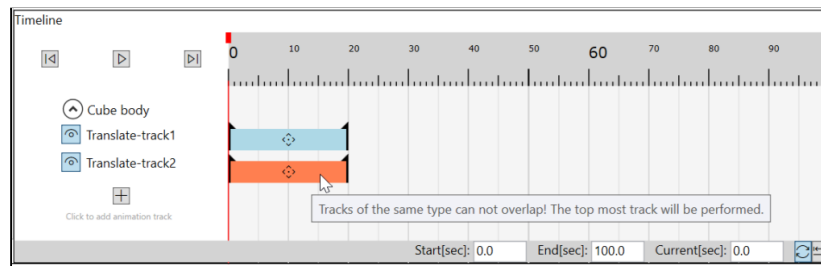 Timeline
0 10 20 30 40 50 60 70 80 90
Cube body
Translate-track1
Translate-track2
Click to add animation track
Tracks of the same type can not overlap! The top most track will be performed.
Start[sec]: 0.0 End[sec]: 100.0 Current[sec]: 0.0